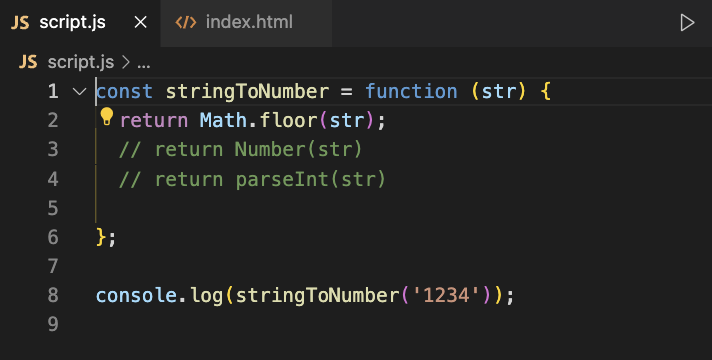 JS script.js × <> index.html
JS script.js > ...
1 const stringToNumber = function (str) {
2 return Math.floor(str);
3 // return Number(str)
4 // return parseInt(str)
5
6 };
7
8 console.log(stringToNumber('1234'));
9